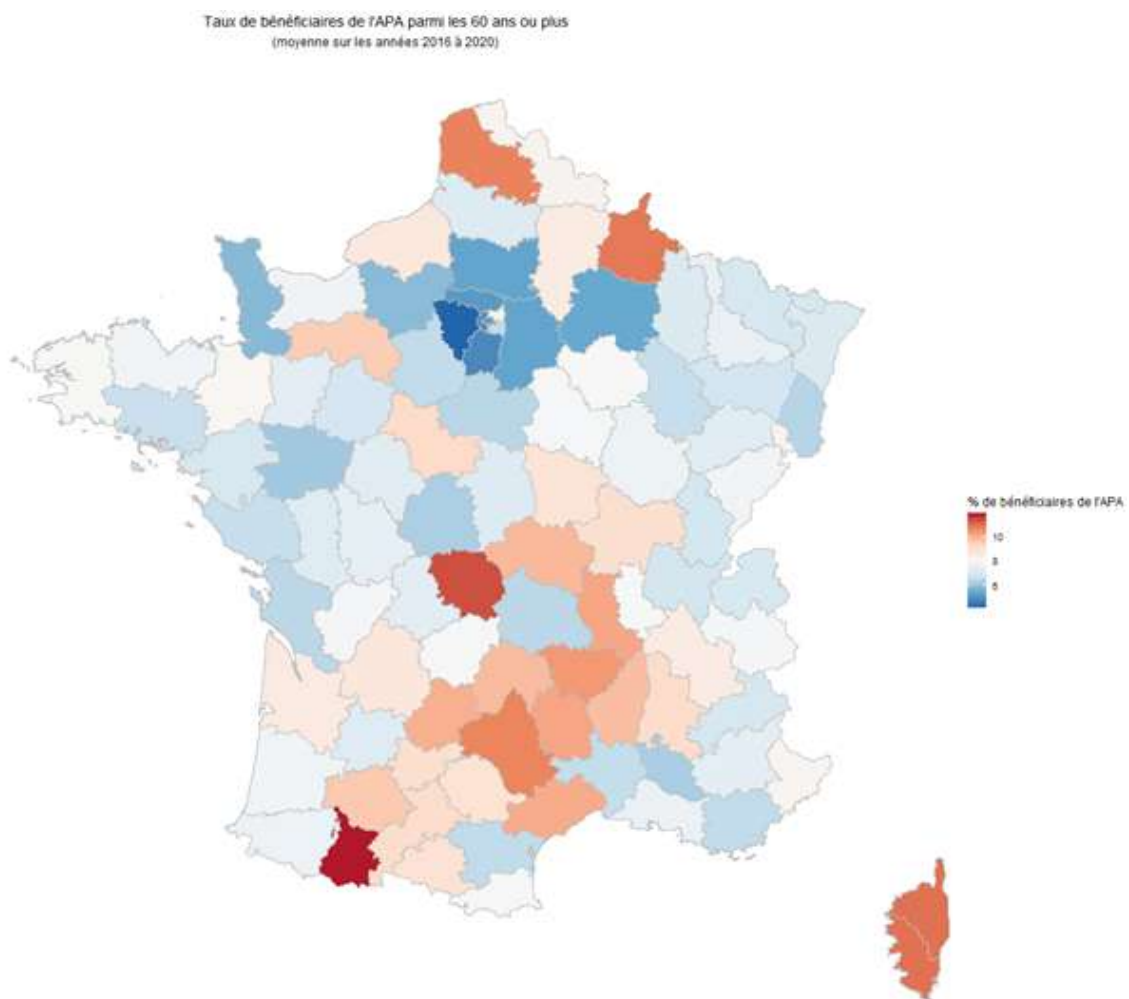 Taux de bénéficiaires de l'APA parmi les 60 ans ou plus
(moyenne sur les années 2016 à 2020)
% de bénéficiaires de l'APA
10
8
6